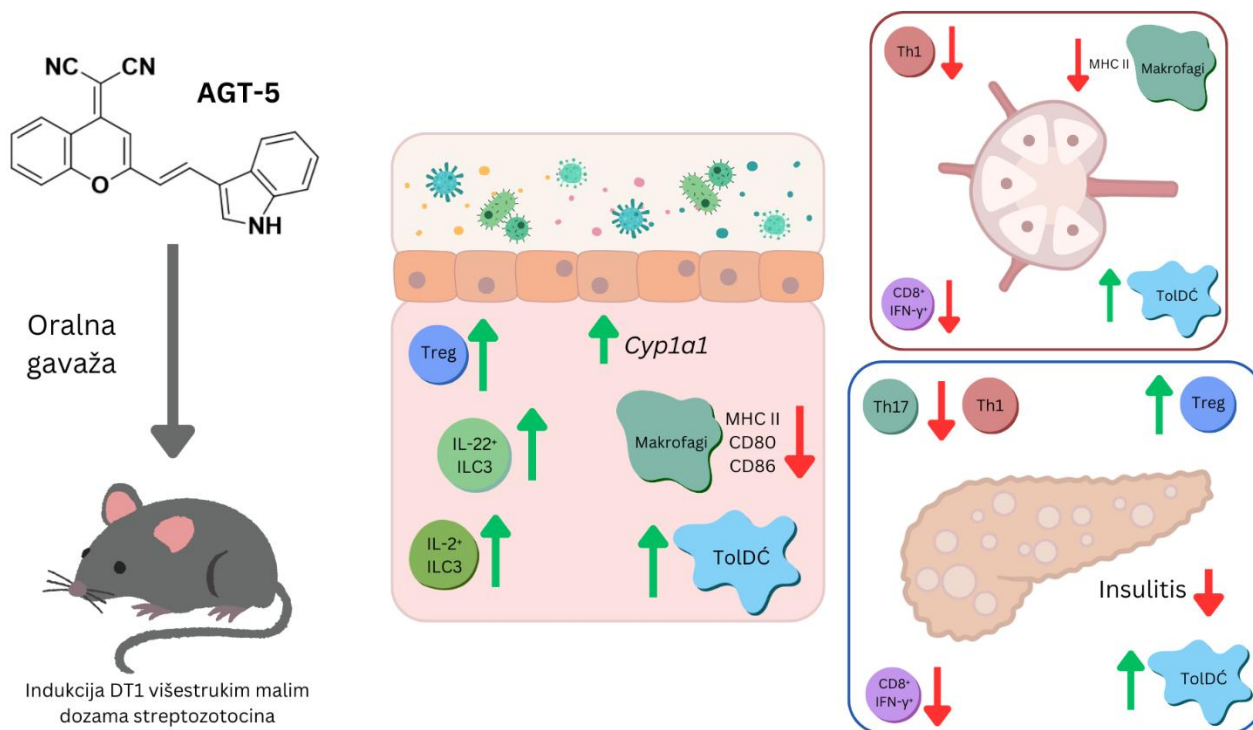 NC CN
AGT-5
O
NH
Oralna
gavaža
Indukcija DT1 višestrukim malim
dozama streptozotocina
Treg
Cyp1a1
IL-22⁺
ILC3
Makrofagi
MHC II
CD80
CD86
IL-2⁺
ILC3
TolDĆ
Th1
MHC II
Makrofagi
CD8⁺
IFN-γ⁺
TolDĆ
Th17
Th1
Treg
Insulitis
CD8⁺
IFN-γ⁺
TolDĆ